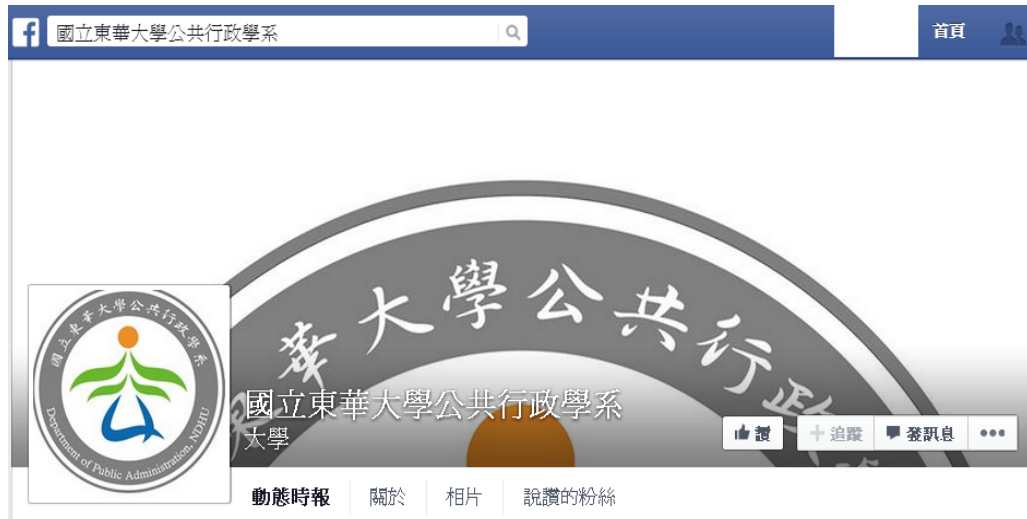 國立東華大學公共行政學系
首頁
東華大學公共行政
國立東華大學公共行政學系
Department of Public Administration, NDHU
國立東華大學公共行政學系
大學
讚
追蹤
發訊息
動態時報
關於
相片
說讚的粉絲